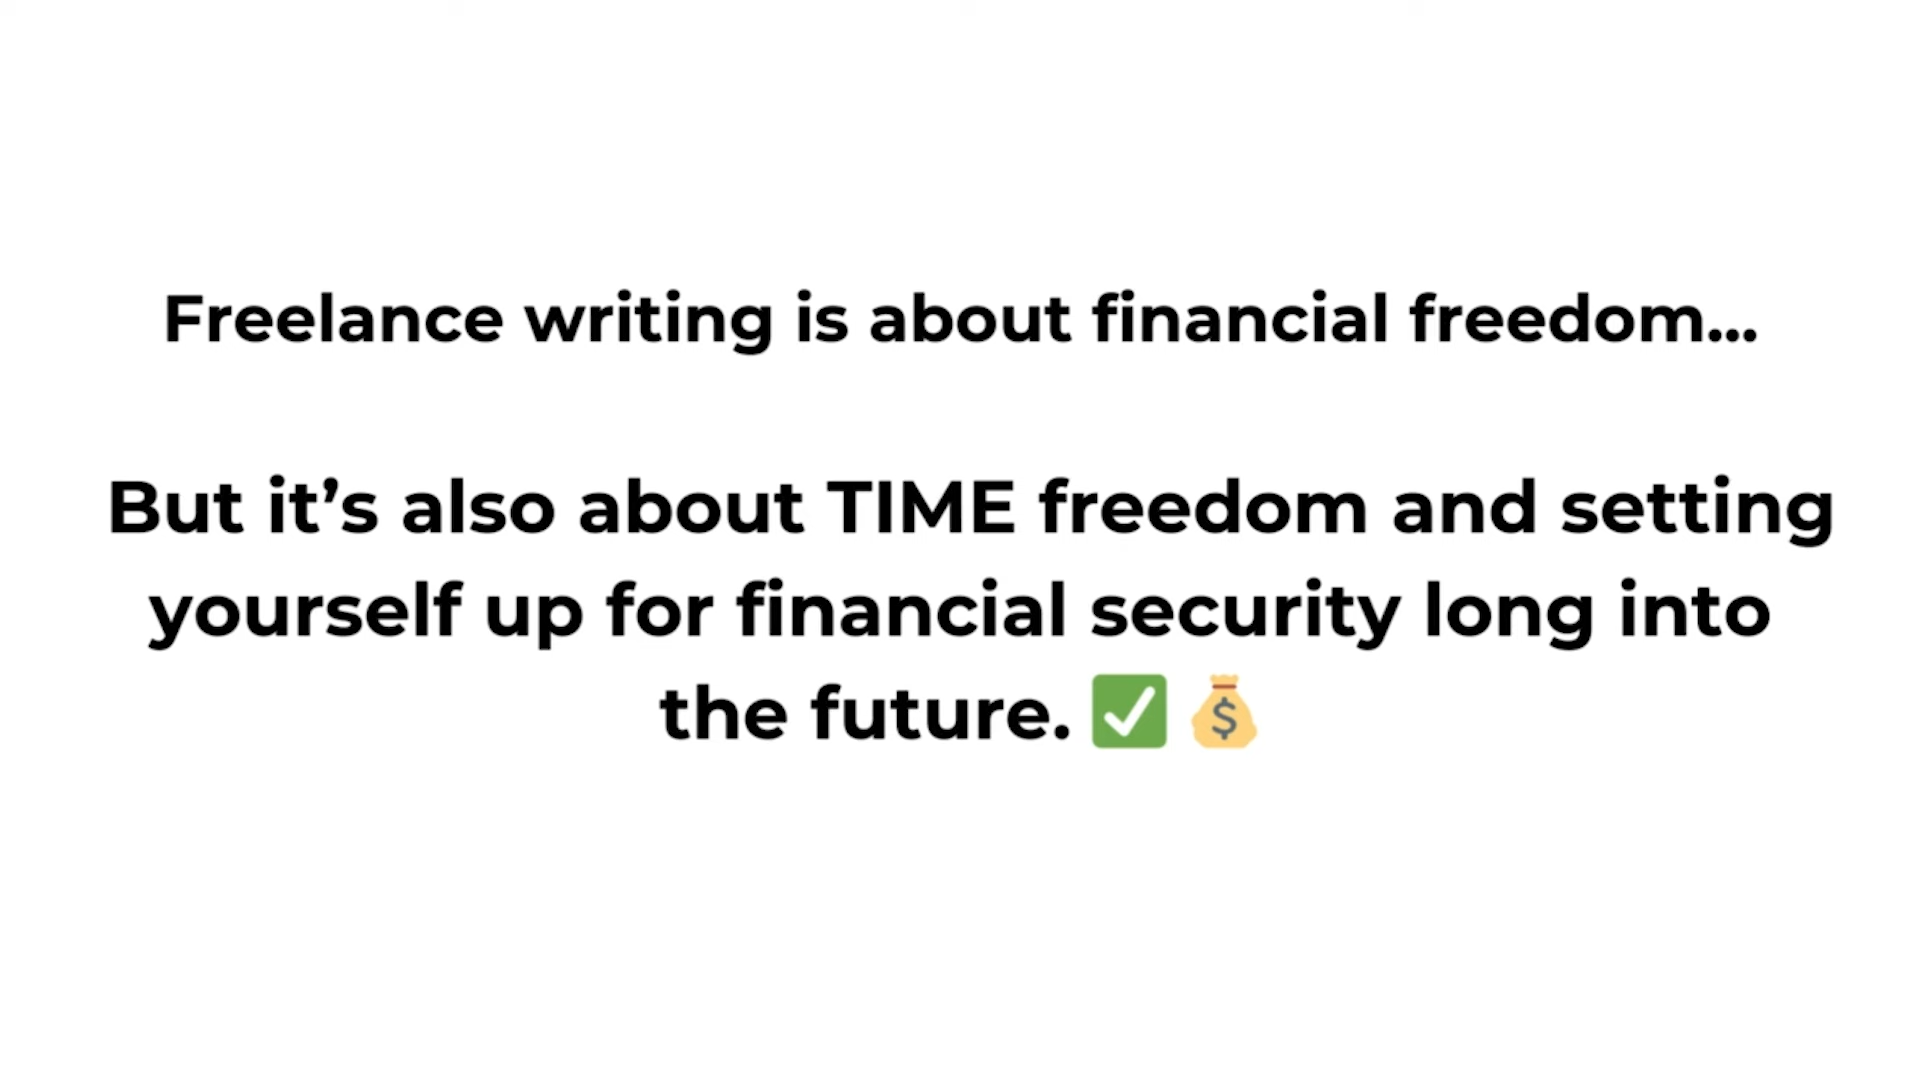 Freelance writing is about financial freedom...
But it’s also about TIME freedom and setting
yourself up for financial security long into
the future. ✅ 💰